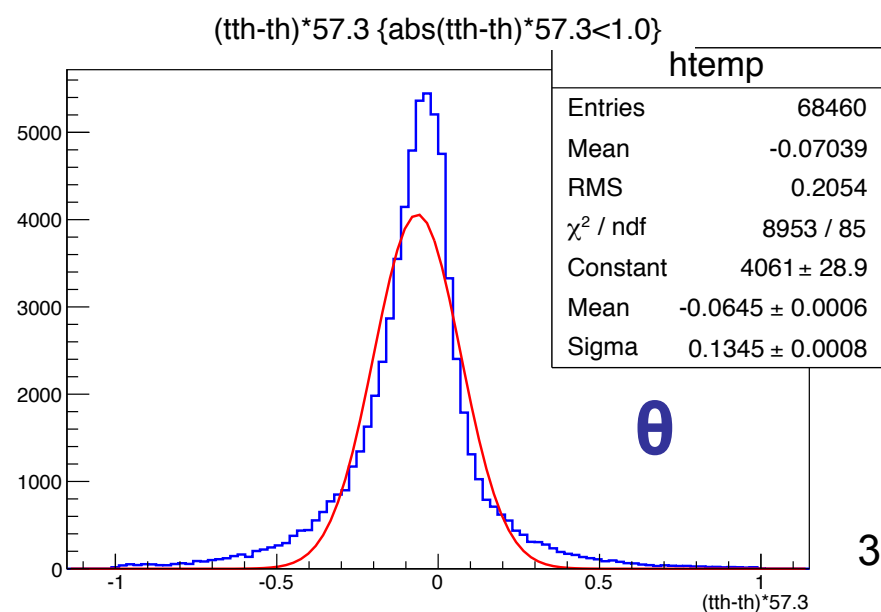 (tth-th)*57.3 {abs(tth-th)*57.3<1.0}
htemp
Entries 68460
Mean -0.07039
RMS 0.2054
χ² / ndf 8953 / 85
Constant 4061 ± 28.9
Mean -0.0645 ± 0.0006
Sigma 0.1345 ± 0.0008
5000
4000
3000
2000
1000
0
θ
-1 -0.5 0 0.5 1
(tth-th)*57.3
3